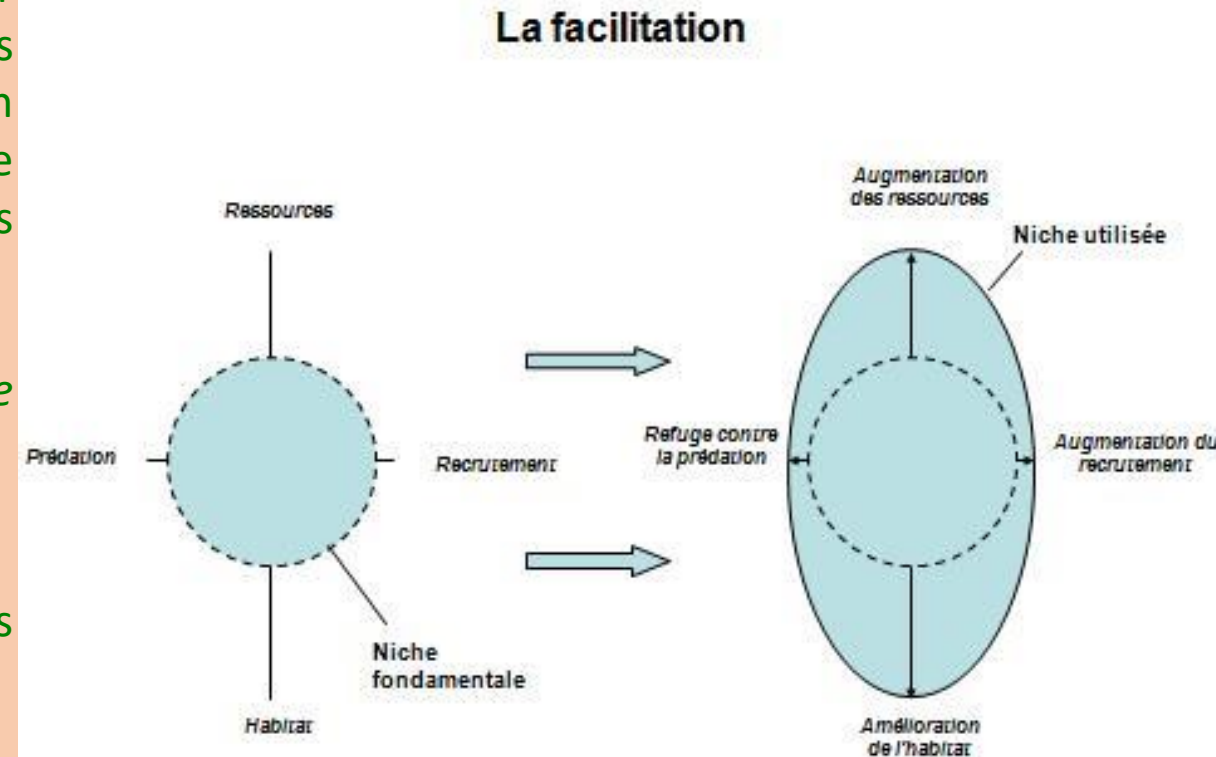 La facilitation
s
n
e
s
e
s
Ressources
Prédation
Recrutement
Habitat
Niche
fondamentale
Augmentation
des ressources
Niche utilisée
Refuge contre
la prédation
Augmentation du
recrutement
Amélioration
de l'habitat